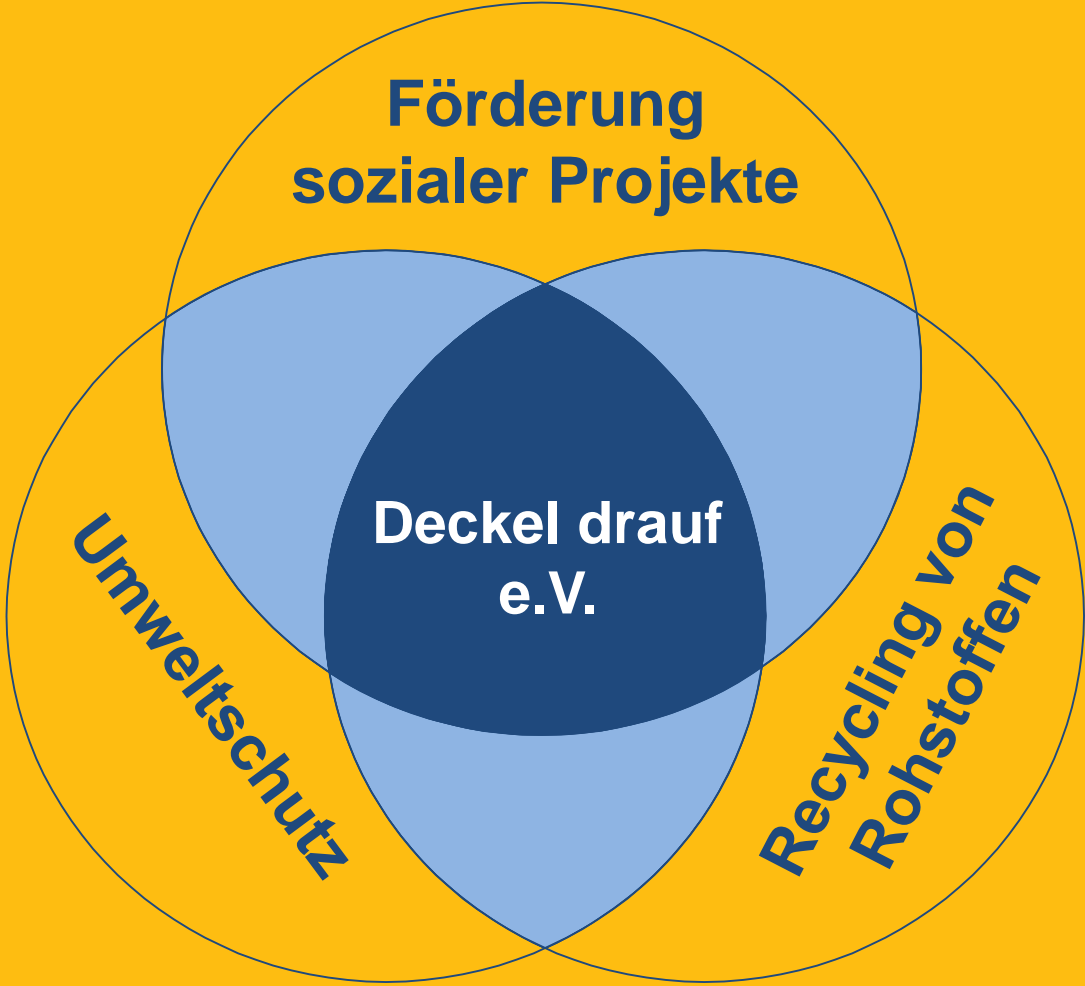 Förderung
sozialer Projekte
Deckel drauf
e.V.
Umweltschutz
Recycling von
Rohstoffen